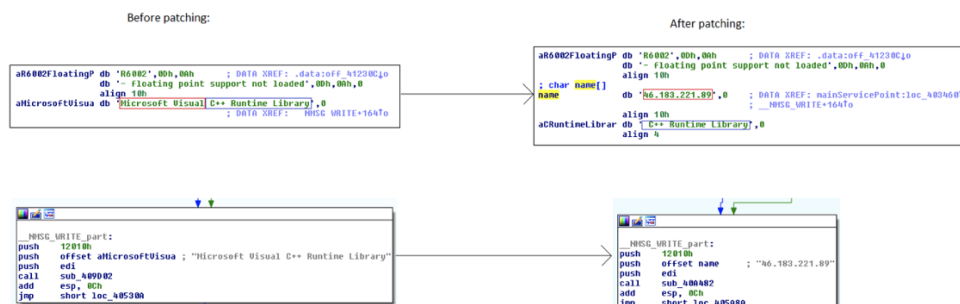 Before patching:
After patching:
aR6002FloatingP db 'R6002',0Dh,0Ah ; DATA XREF: .data:off_41230C↓o
db '- floating point support not loaded',0Dh,0Ah,0
align 10h
aMicrosoftVisua db 'Microsoft Visual C++ Runtime Library',0
; DATA XREF: __NMSG_WRITE+164↑o
aR6002FloatingP db 'R6002',0Dh,0Ah ; DATA XREF: .data:off_41230C↓o
db '- floating point support not loaded',0Dh,0Ah,0
align 10h
; char name[]
name db '46.183.221.89',0 ; DATA XREF: mainServicePoint:loc_403460↑
; __NMSG_WRITE+164↑o
align 10h
aCRuntimeLibrar db ' C++ Runtime Library',0
align 4
__NMSG_WRITE_part:
push 12010h
push offset aMicrosoftVisua ; "Microsoft Visual C++ Runtime Library"
push edi
call sub_409D02
add esp, 0Ch
jmp short loc_40530A
__NMSG_WRITE_part:
push 12010h
push offset name ; "46.183.221.89"
push edi
call sub_40A482
add esp, 0Ch
jmp short loc_405A8A